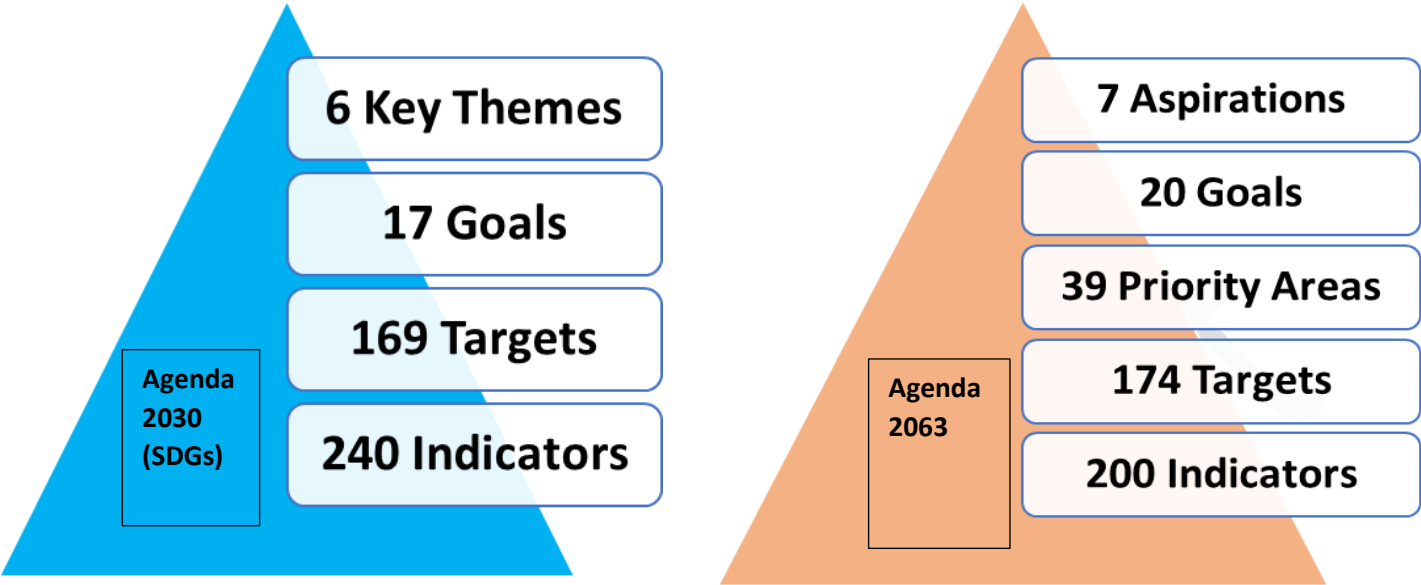 6 Key Themes
17 Goals
169 Targets
240 Indicators
Agenda
2030
(SDGs)
7 Aspirations
20 Goals
39 Priority Areas
174 Targets
200 Indicators
Agenda
2063